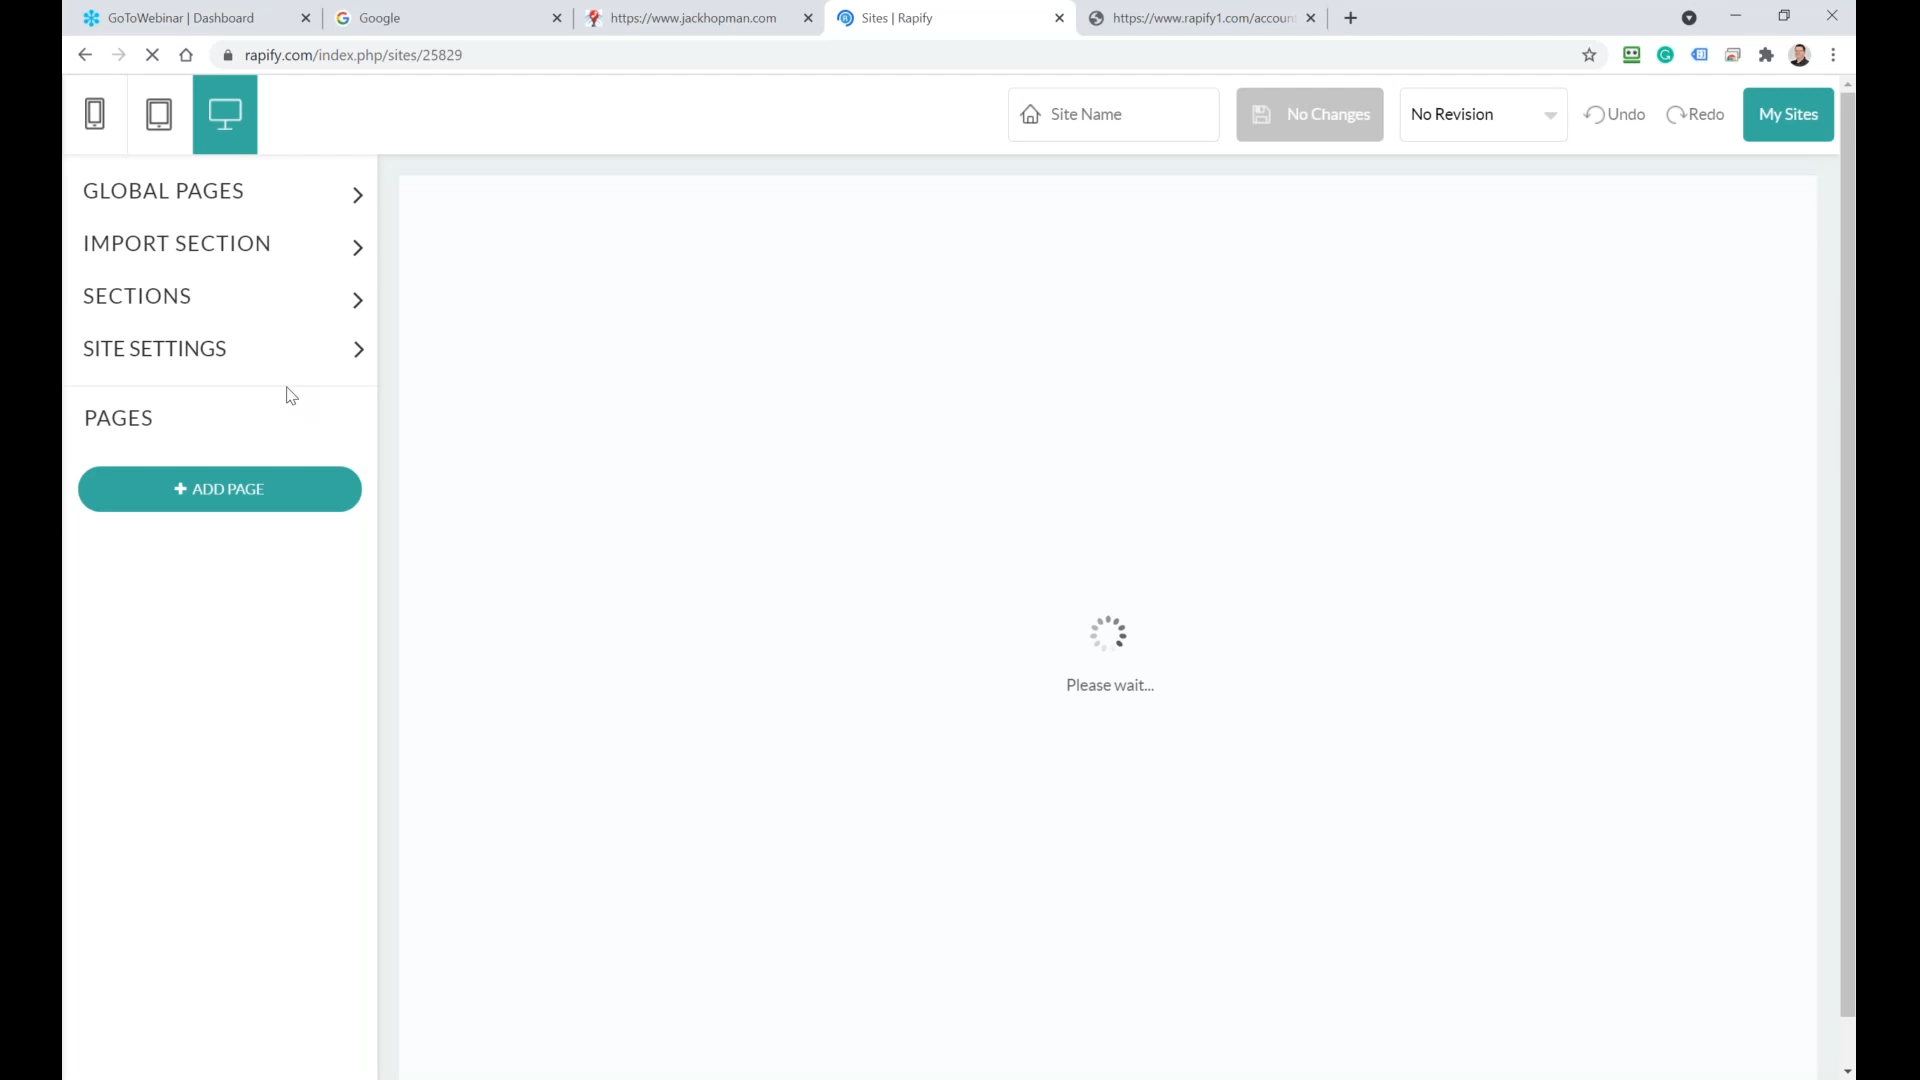 GoToWebinar | Dashboard
Google
https://www.jackhopman.com
Sites | Rapify
https://www.rapify1.com/accoun
rapify.com/index.php/sites/25829
Site Name
No Changes
No Revision
Undo
Redo
My Sites
GLOBAL PAGES
IMPORT SECTION
SECTIONS
SITE SETTINGS
PAGES
+ ADD PAGE
Please wait...